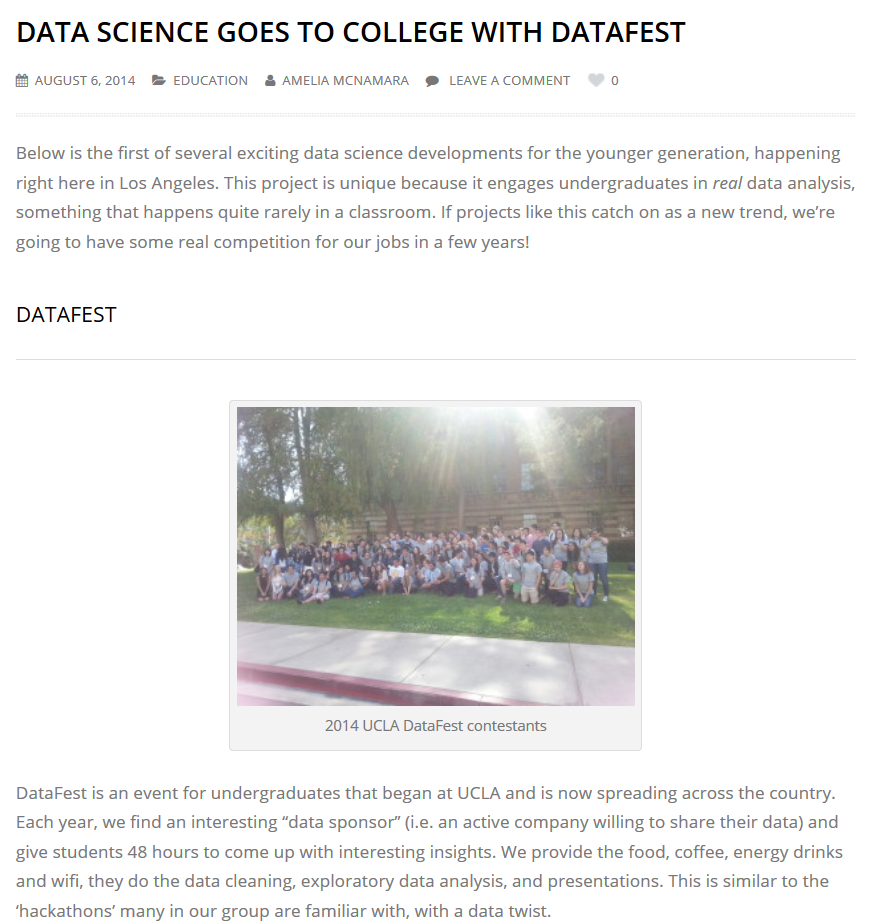 DATA SCIENCE GOES TO COLLEGE WITH DATAFEST
AUGUST 6, 2014 EDUCATION AMELIA MCNAMARA LEAVE A COMMENT 0
Below is the first of several exciting data science developments for the younger generation, happening
right here in Los Angeles. This project is unique because it engages undergraduates in real data analysis,
something that happens quite rarely in a classroom. If projects like this catch on as a new trend, we’re
going to have some real competition for our jobs in a few years!
DATAFEST
2014 UCLA DataFest contestants
DataFest is an event for undergraduates that began at UCLA and is now spreading across the country.
Each year, we find an interesting “data sponsor” (i.e. an active company willing to share their data) and
give students 48 hours to come up with interesting insights. We provide the food, coffee, energy drinks
and wifi, they do the data cleaning, exploratory data analysis, and presentations. This is similar to the
‘hackathons’ many in our group are familiar with, with a data twist.